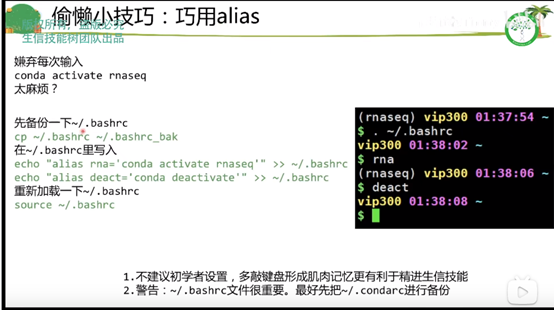 偷懒小技巧：巧用alias
版权所有，盗版必究
生信技能树团队出品
嫌弃每次输入
conda activate rnaseq
太麻烦？
先备份一下~/.bashrc
cp ~/.bashrc ~/.bashrc_bak
在~/.bashrc里写入
echo "alias rna='conda activate rnaseq'" >> ~/.bashrc
echo "alias deact='conda deactivate'" >> ~/.bashrc
重新加载一下~/.bashrc
source ~/.bashrc
(rnaseq) vip300 01:37:54 ~
$ . ~/.bashrc
vip300 01:38:02 ~
$ rna
(rnaseq) vip300 01:38:06 ~
$ deact
vip300 01:38:08 ~
$
1.不建议初学者设置，多敲键盘形成肌肉记忆更有利于精进生信技能
2.警告：~/.bashrc文件很重要。最好先把~/.condarc进行备份